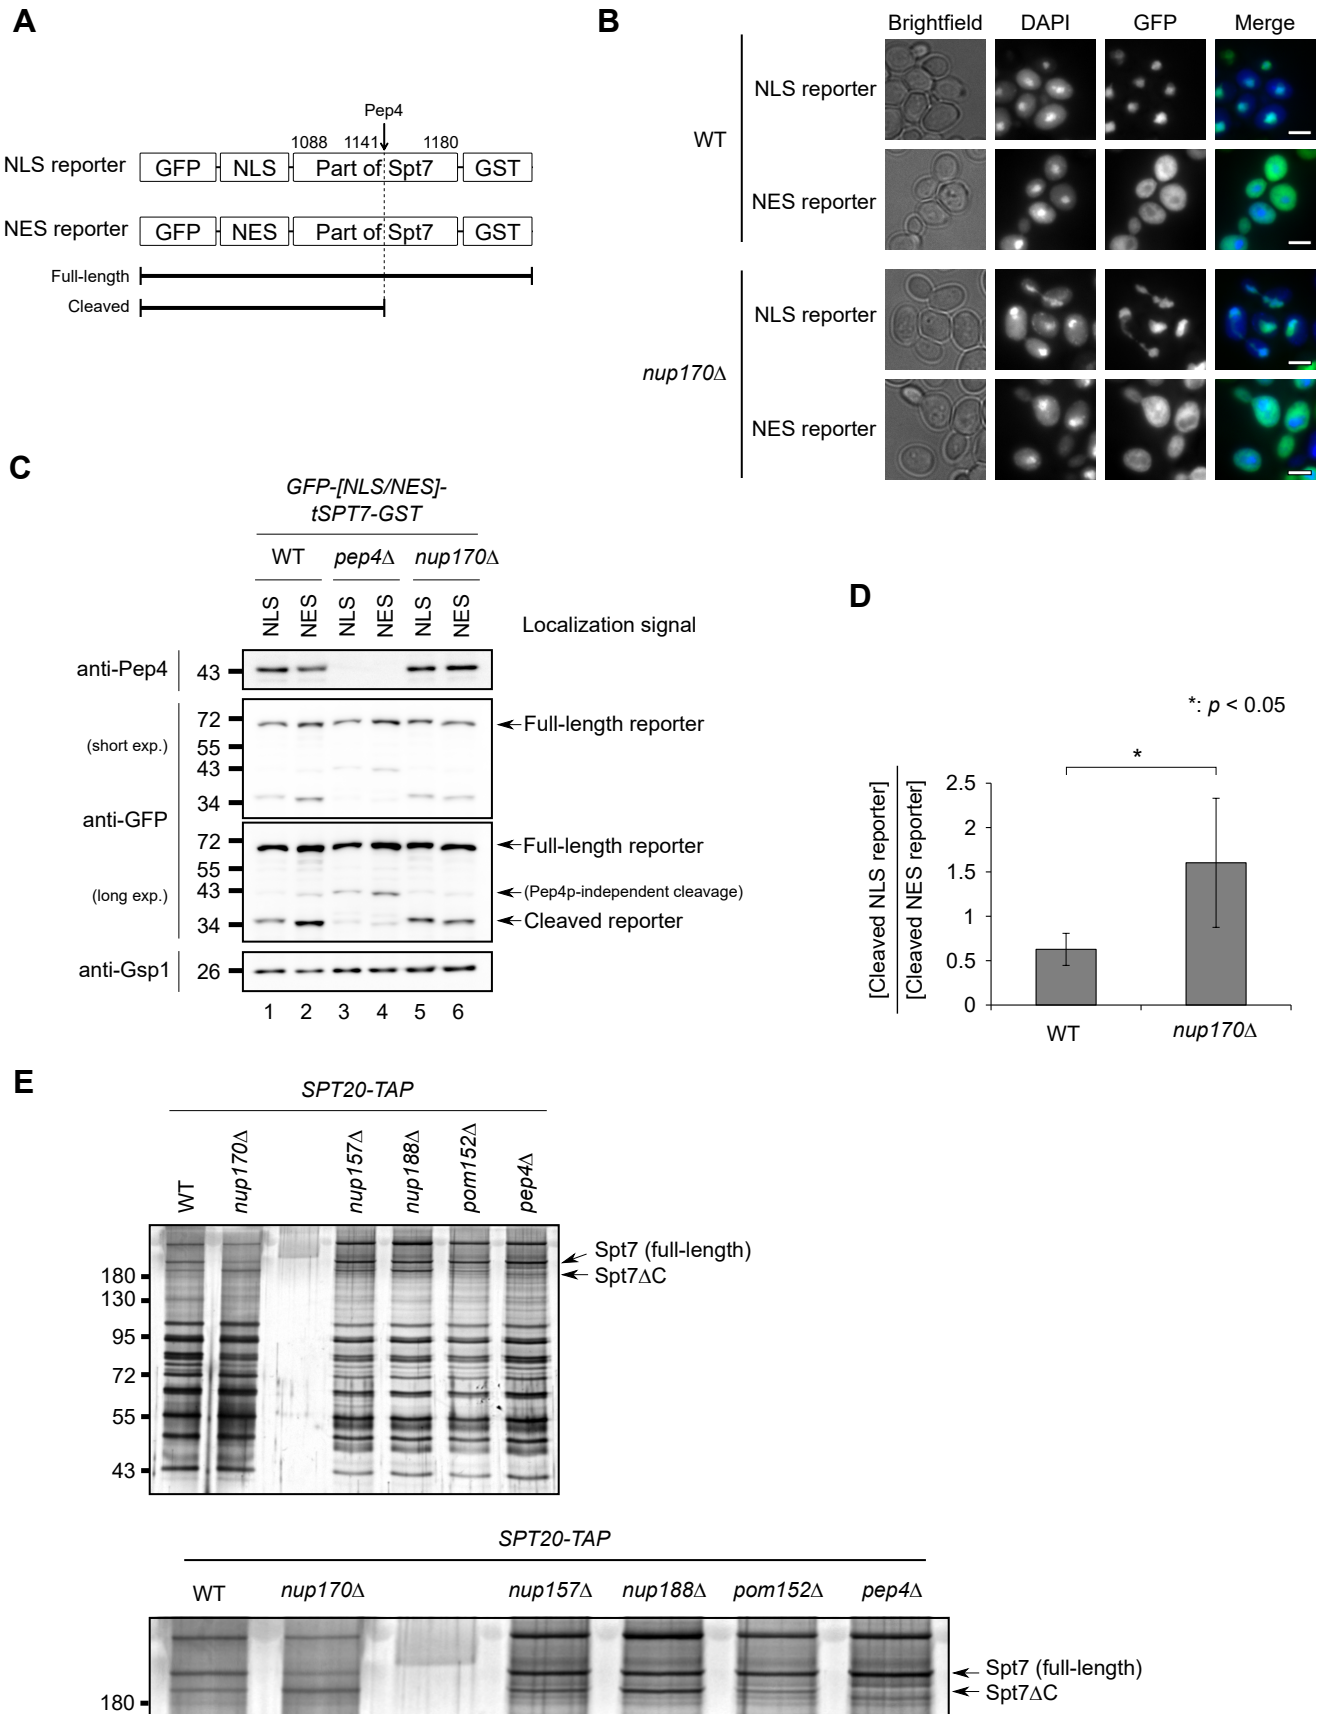 A
Pep4
1088 1141 1180
NLS reporter GFP NLS Part of Spt7 GST
NES reporter GFP NES Part of Spt7 GST
Full-length
Cleaved
B
Brightfield DAPI GFP Merge
WT
NLS reporter
NES reporter
nup170Δ
NLS reporter
NES reporter
C
GFP-[NLS/NES]-
tSPT7-GST
WT pep4Δ nup170Δ
NLS NES NLS NES NLS NES
Localization signal
anti-Pep4 43
anti-GFP
(short exp.)
72 Full-length reporter
55
43
34
(long exp.)
72 Full-length reporter
55
43 (Pep4p-independent cleavage)
34 Cleaved reporter
anti-Gsp1 26
1 2 3 4 5 6
D
*: p < 0.05
*
[Cleaved NLS reporter]
[Cleaved NES reporter]
2.5
2
1.5
1
0.5
0
WT nup170Δ
E
SPT20-TAP
WT nup170Δ nup157Δ nup188Δ pom152Δ pep4Δ
Spt7 (full-length)
Spt7ΔC
180
130
95
72
55
43
SPT20-TAP
WT nup170Δ nup157Δ nup188Δ pom152Δ pep4Δ
Spt7 (full-length)
Spt7ΔC
180